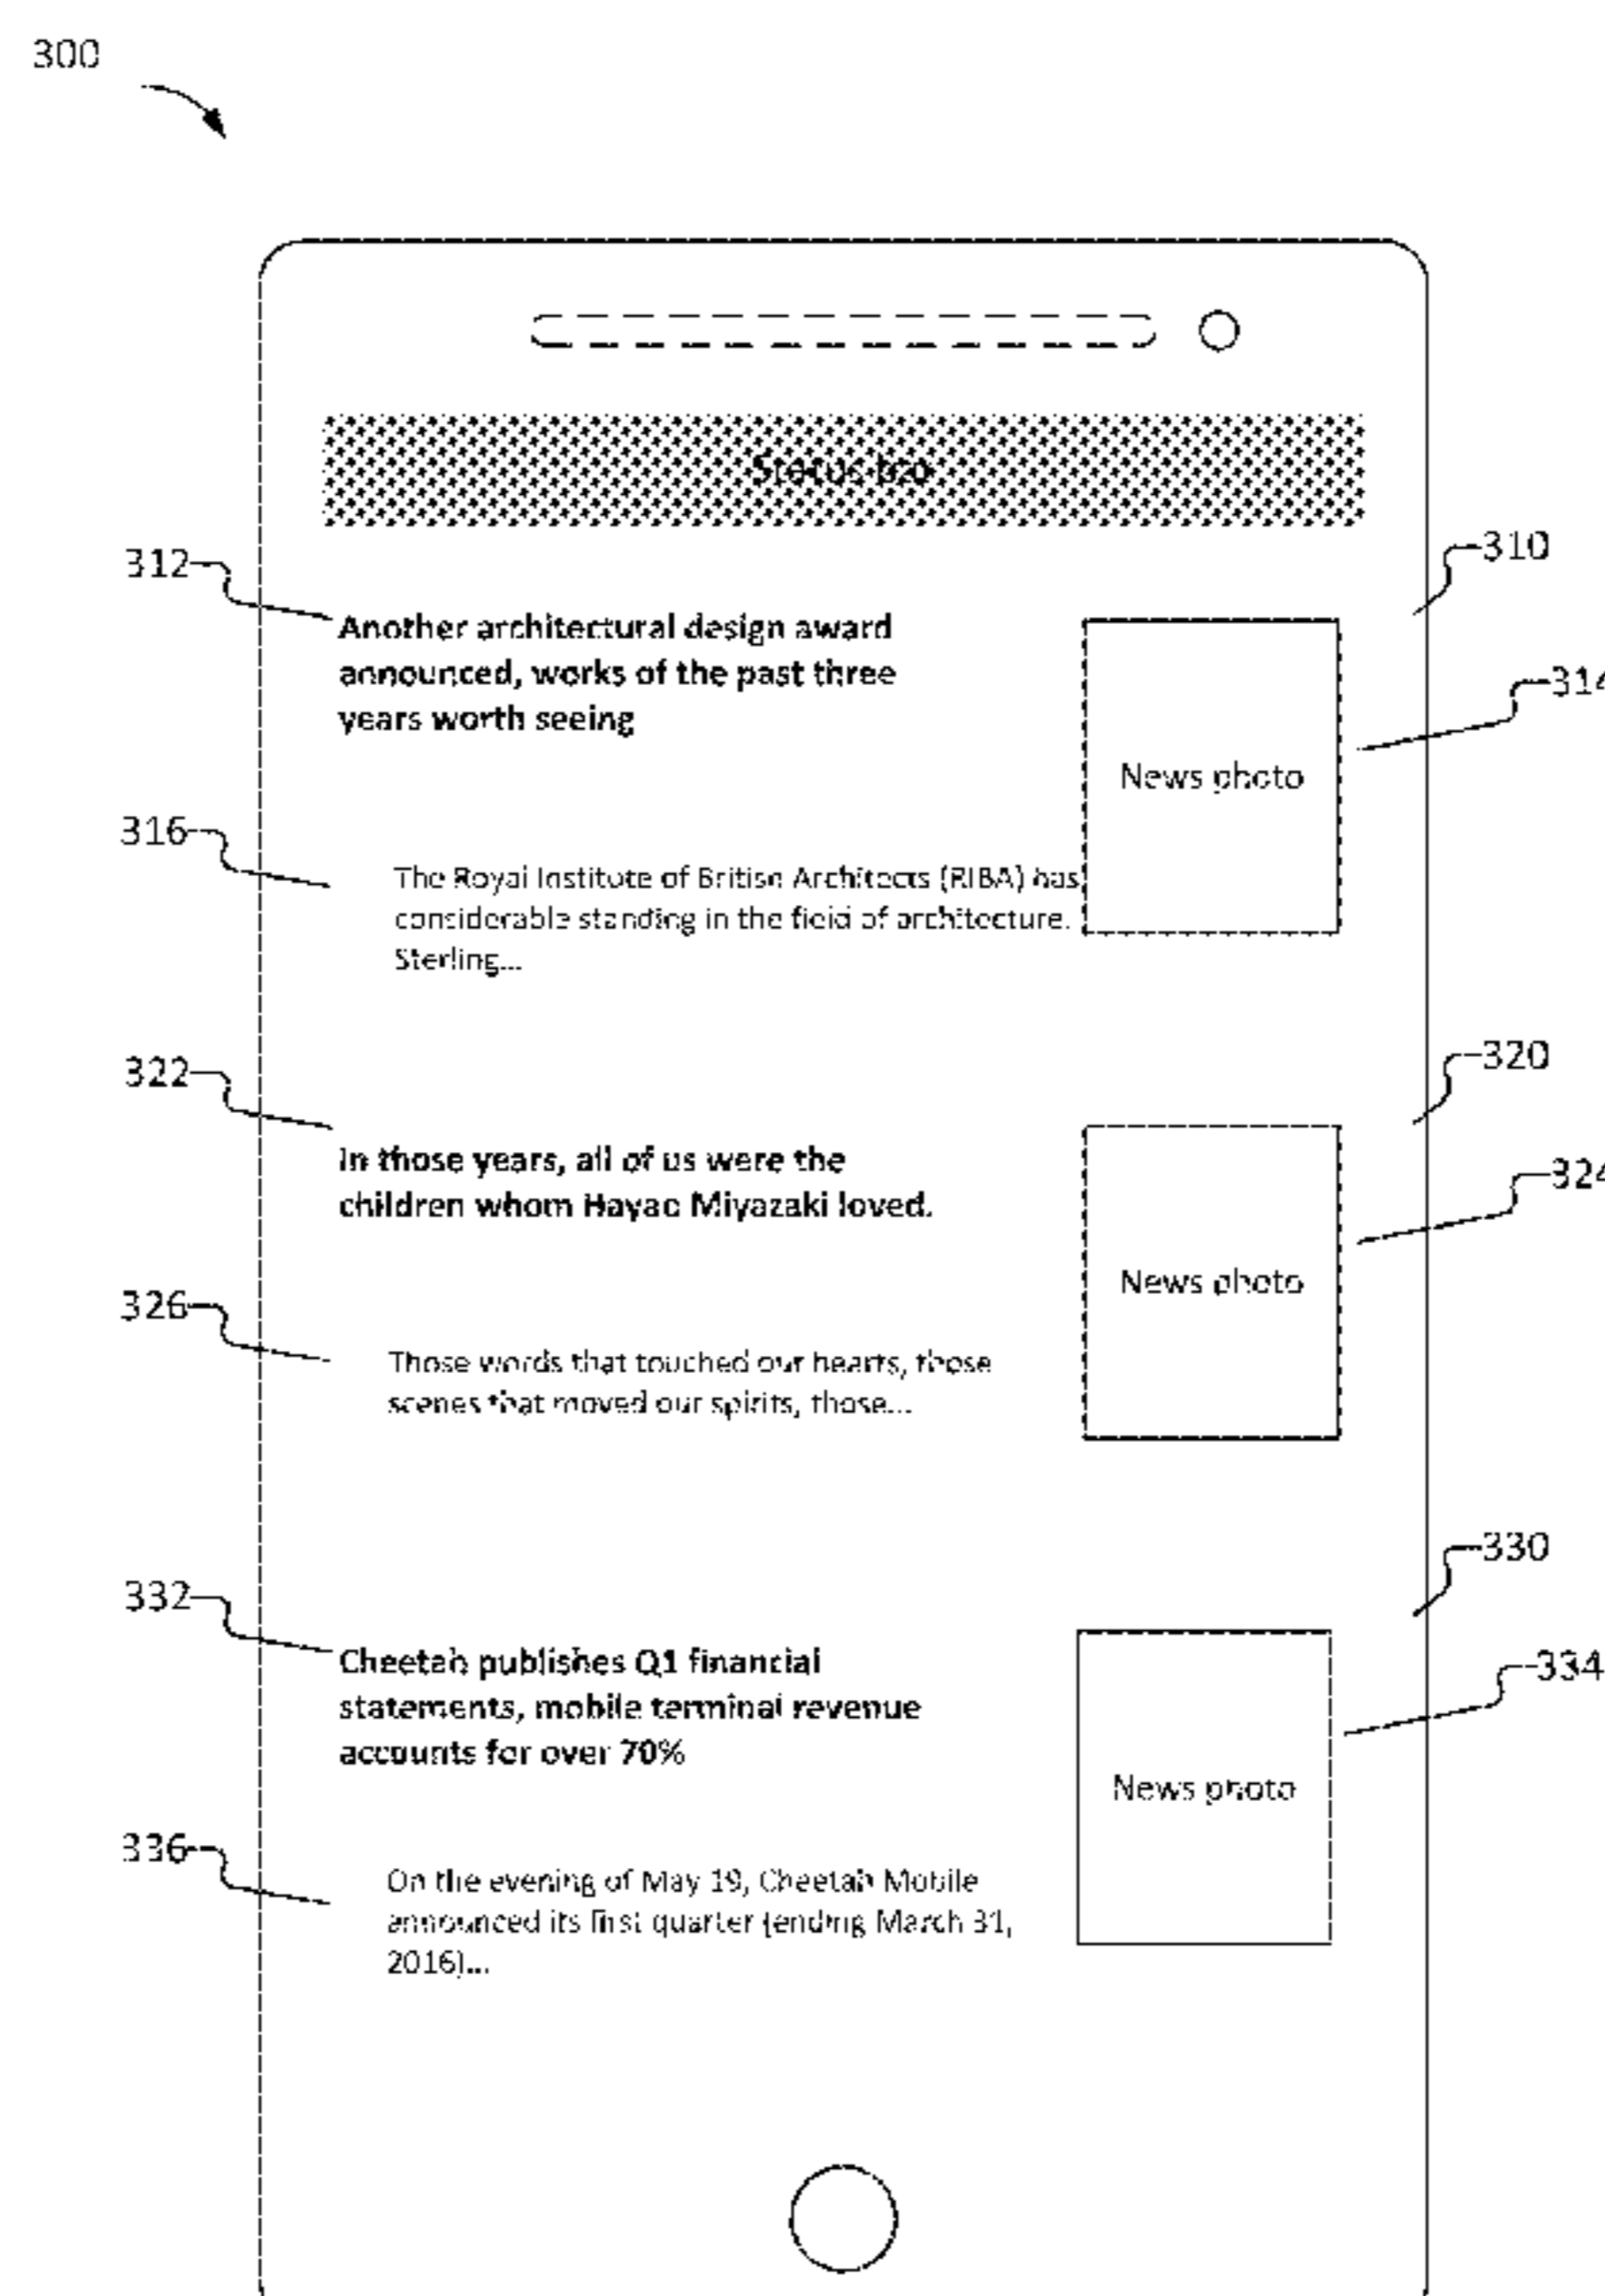 300
Status bar
312
310
Another architectural design award
announced, works of the past three
years worth seeing
314
News photo
316
The Royal Institute of British Architects (RIBA) has
considerable standing in the field of architecture.
Sterling...
322
320
In those years, all of us were the
children whom Hayao Miyazaki loved.
324
News photo
326
Those words that touched our hearts, those
scenes that moved our spirits, those...
332
330
Cheetah publishes Q1 financial
statements, mobile terminal revenue
accounts for over 70%
334
News photo
336
On the evening of May 19, Cheetah Mobile
announced its first quarter (ending March 31,
2016)...